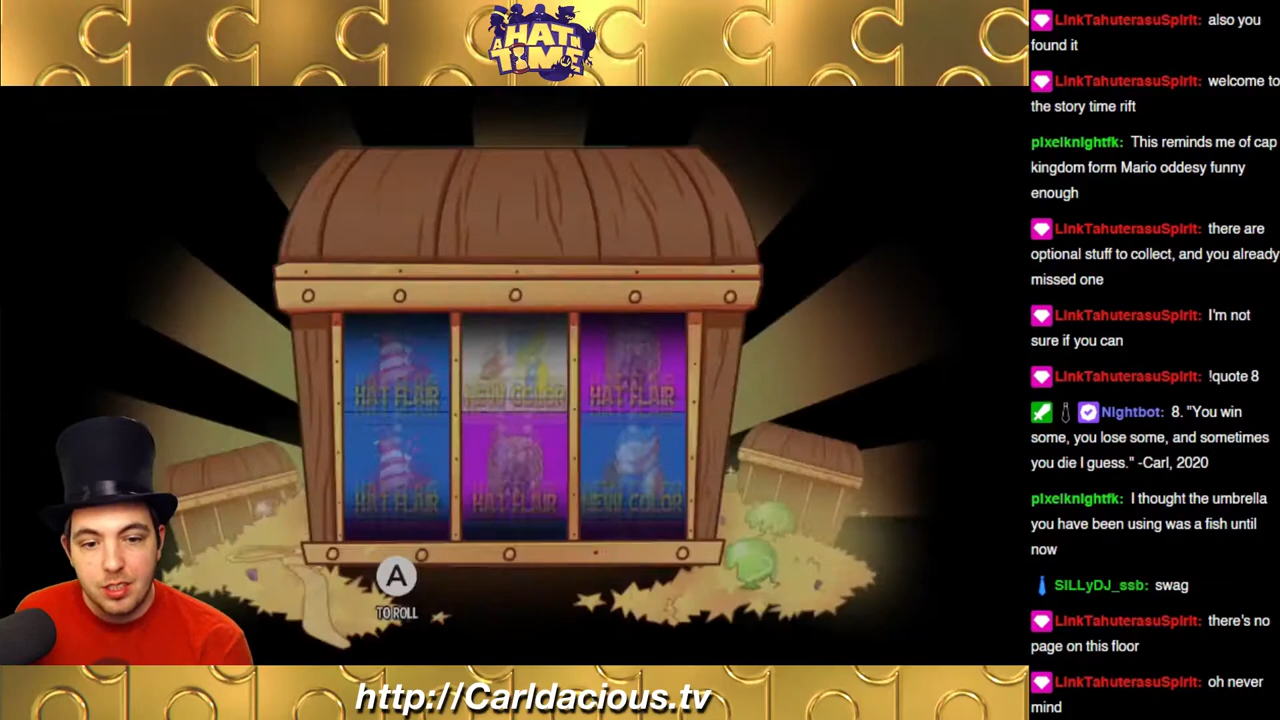 A HAT IN TIME
HAT FLAIR NEW COLOR HAT FLAIR
HAT FLAIR HAT FLAIR NEW COLOR
A
TO ROLL
http://Carldacious.tv
LinkTahuterasuSpirit: also you
found it
LinkTahuterasuSpirit: welcome to
the story time rift
pixelknightfk: This reminds me of cap
kingdom form Mario oddesy funny
enough
LinkTahuterasuSpirit: there are
optional stuff to collect, and you already
missed one
LinkTahuterasuSpirit: I'm not
sure if you can
LinkTahuterasuSpirit: !quote 8
Nightbot: 8. "You win
some, you lose some, and sometimes
you die I guess." -Carl, 2020
pixelknightfk: I thought the umbrella
you have been using was a fish until
now
SILLyDJ_ssb: swag
LinkTahuterasuSpirit: there's no
page on this floor
LinkTahuterasuSpirit: oh never
mind